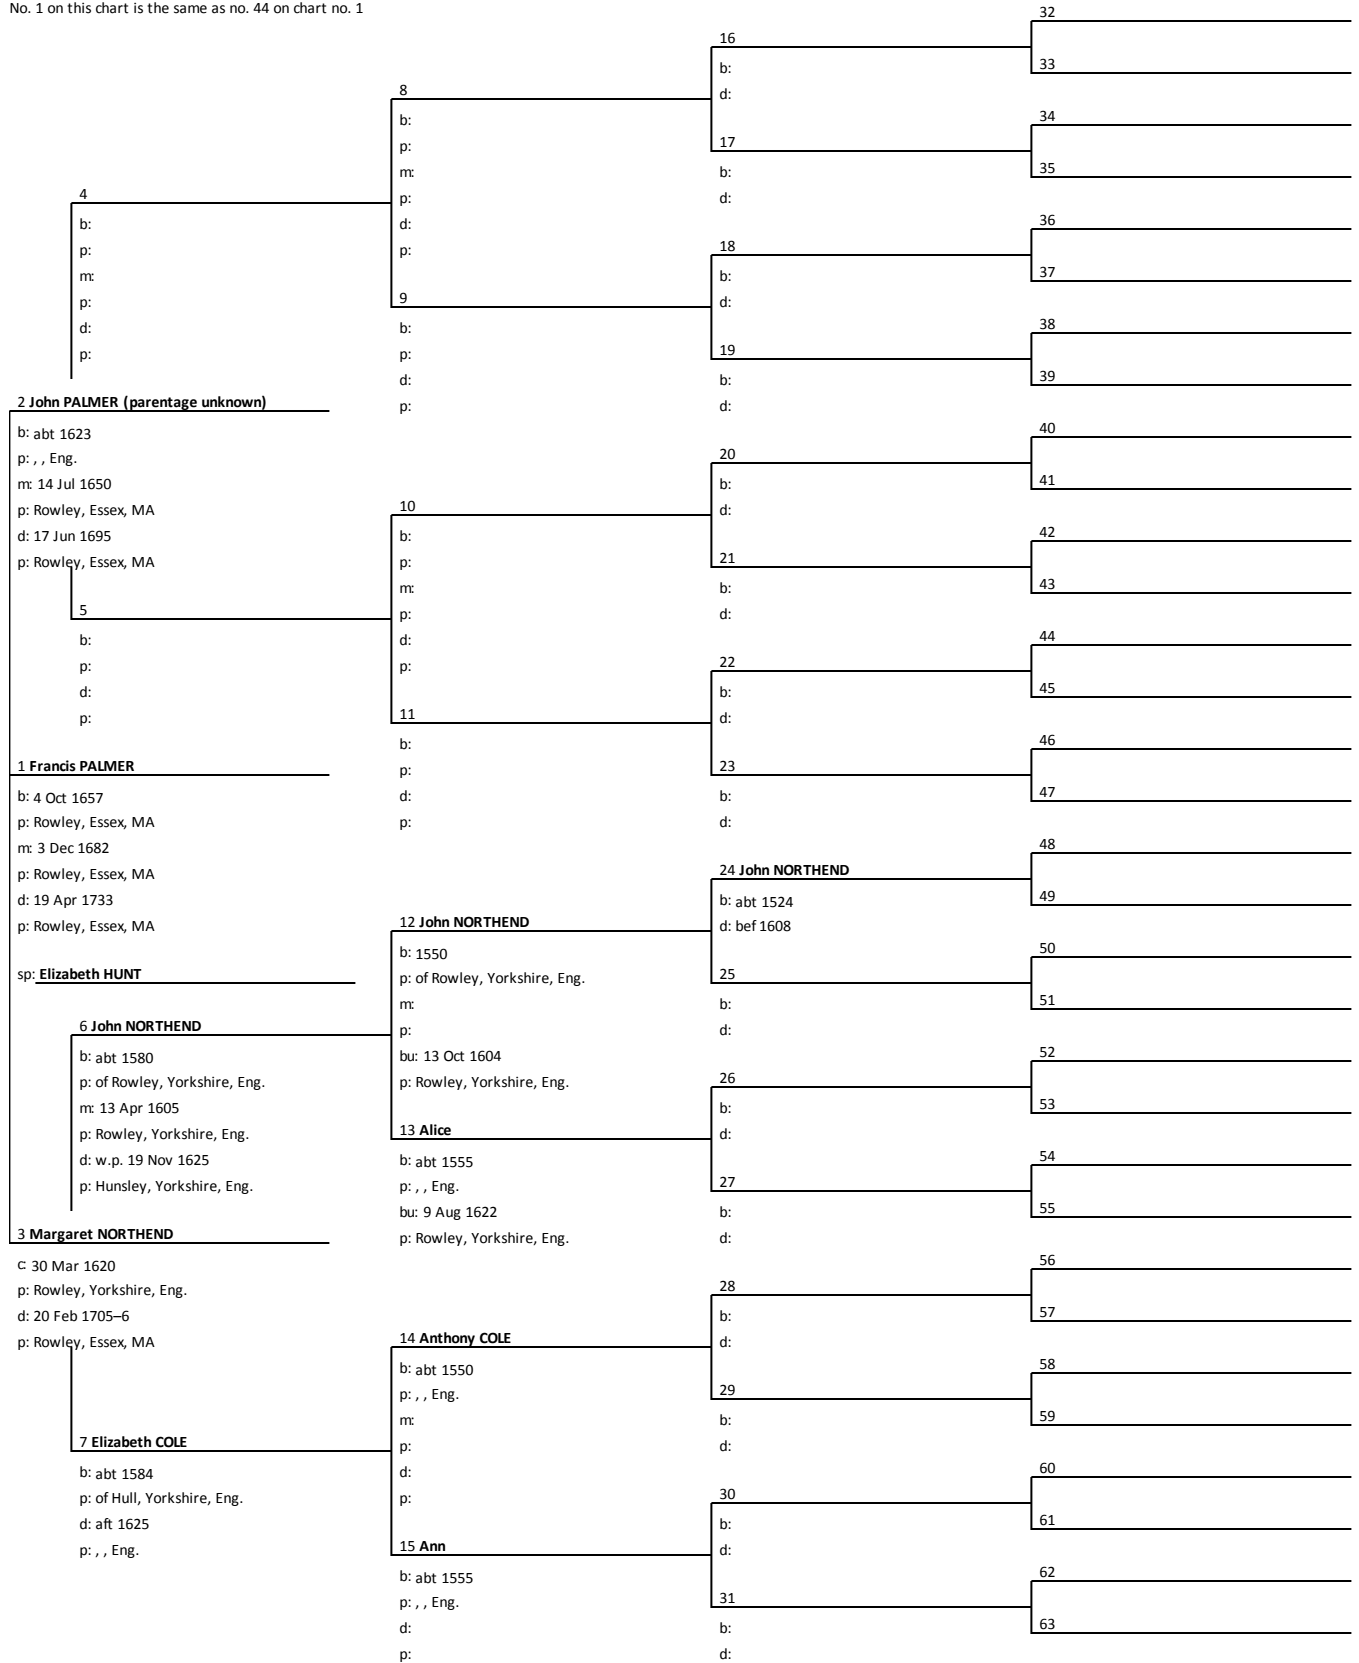 No. 1 on this chart is the same as no. 44 on chart no. 1
32
16
b:
33
8
d:
b:
34
p:
17
m:
b:
35
4
p:
d:
b:
d:
36
p:
p:
18
m:
b:
37
p:
9
d:
d:
b:
38
p:
p:
19
d:
b:
39
2 John PALMER (parentage unknown)
p:
d:
b: abt 1623
40
p: , , Eng.
20
m: 14 Jul 1650
b:
41
p: Rowley, Essex, MA
10
d:
d: 17 Jun 1695
b:
42
p: Rowley, Essex, MA
p:
21
m:
b:
43
5
p:
d:
b:
d:
44
p:
p:
22
d:
b:
45
p:
11
d:
b:
46
1 Francis PALMER
p:
23
b: 4 Oct 1657
d:
b:
47
p: Rowley, Essex, MA
p:
d:
m: 3 Dec 1682
48
p: Rowley, Essex, MA
24 John NORTHEND
d: 19 Apr 1733
b: abt 1524
49
p: Rowley, Essex, MA
12 John NORTHEND
d: bef 1608
b: 1550
50
sp: Elizabeth HUNT
p: of Rowley, Yorkshire, Eng.
25
m:
b:
51
6 John NORTHEND
p:
d:
b: abt 1580
bu: 13 Oct 1604
52
p: of Rowley, Yorkshire, Eng.
p: Rowley, Yorkshire, Eng.
26
m: 13 Apr 1605
b:
53
p: Rowley, Yorkshire, Eng.
13 Alice
d:
d: w.p. 19 Nov 1625
b: abt 1555
54
p: Hunsley, Yorkshire, Eng.
p: , , Eng.
27
bu: 9 Aug 1622
b:
55
3 Margaret NORTHEND
p: Rowley, Yorkshire, Eng.
d:
c: 30 Mar 1620
56
p: Rowley, Yorkshire, Eng.
28
d: 20 Feb 1705–6
b:
57
p: Rowley, Essex, MA
14 Anthony COLE
d:
b: abt 1550
58
p: , , Eng.
29
m:
b:
59
7 Elizabeth COLE
p:
d:
b: abt 1584
d:
60
p: of Hull, Yorkshire, Eng.
p:
30
d: aft 1625
b:
61
p: , , Eng.
15 Ann
d:
b: abt 1555
62
p: , , Eng.
31
d:
b:
63
p:
d: